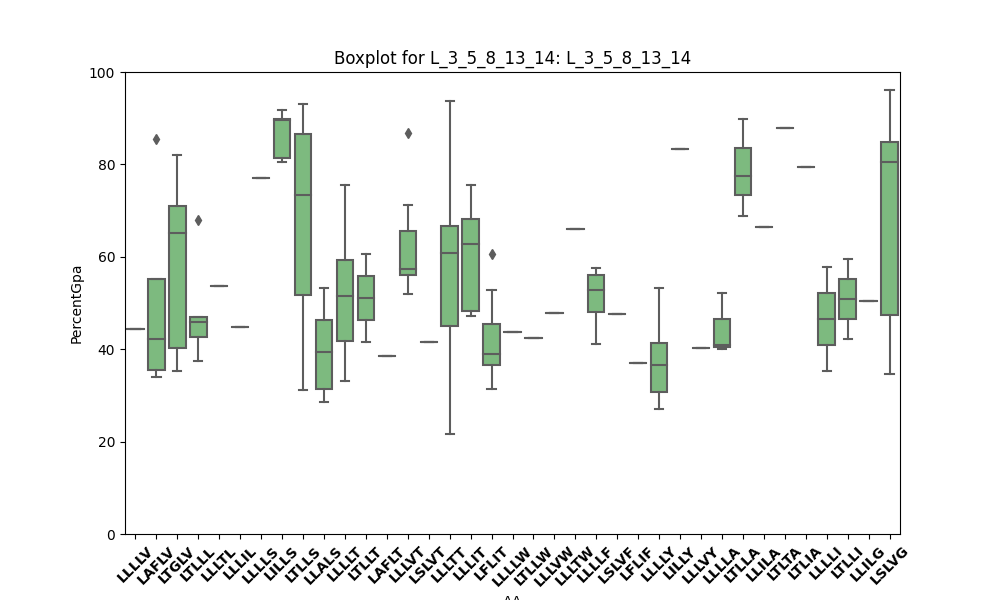 Boxplot for L_3_5_8_13_14: L_3_5_8_13_14
PercentGpa
100
80
60
40
20
0
LLLLV
LAFLV
LTGLV
LTLLL
LLLTL
LLLIL
LLLLS
LILLS
LTLLS
LLALS
LLLLT
LTLLT
LAFLT
LLLVT
LSLVT
LLLTT
LLLIT
LFLIT
LLLLW
LTLLW
LLLVW
LLLTW
LLLLF
LSLVF
LFLIF
LLLLY
LILLY
LLLVY
LLLLA
LTLLA
LLILA
LTLTA
LTLIA
LLLLI
LTLLI
LLILG
LSLVG
AA